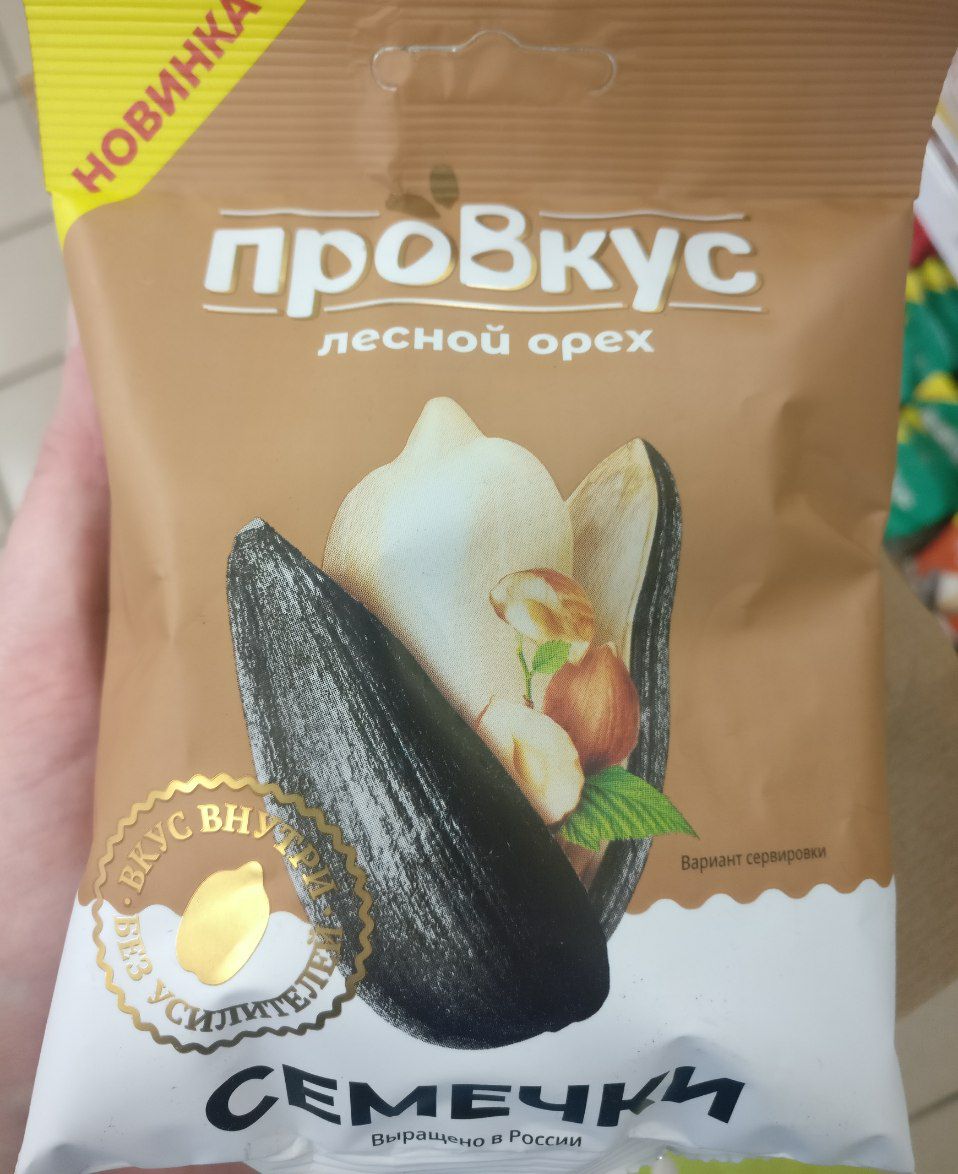 НОВИНКА
проВкус
лесной орех
Вариант сервировки
· ВКУС ВНУТРИ ·
БЕЗ УСИЛИТЕЛЕЙ
СЕМЕЧКИ
Выращено в России